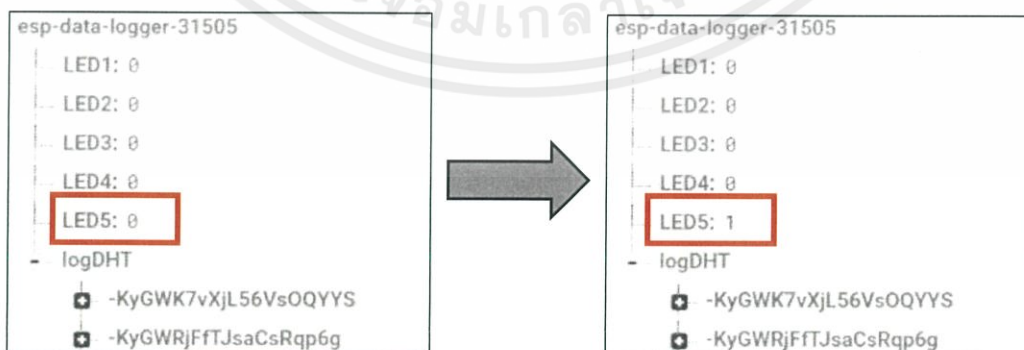 esp-data-logger-31505
LED1: 0
LED2: 0
LED3: 0
LED4: 0
LED5: 0
logDHT
-KyGWK7vXjL56VsOQYYS
-KyGWRjFfTJsaCsRqp6g
esp-data-logger-31505
LED1: 0
LED2: 0
LED3: 0
LED4: 0
LED5: 1
logDHT
-KyGWK7vXjL56VsOQYYS
-KyGWRjFfTJsaCsRqp6g